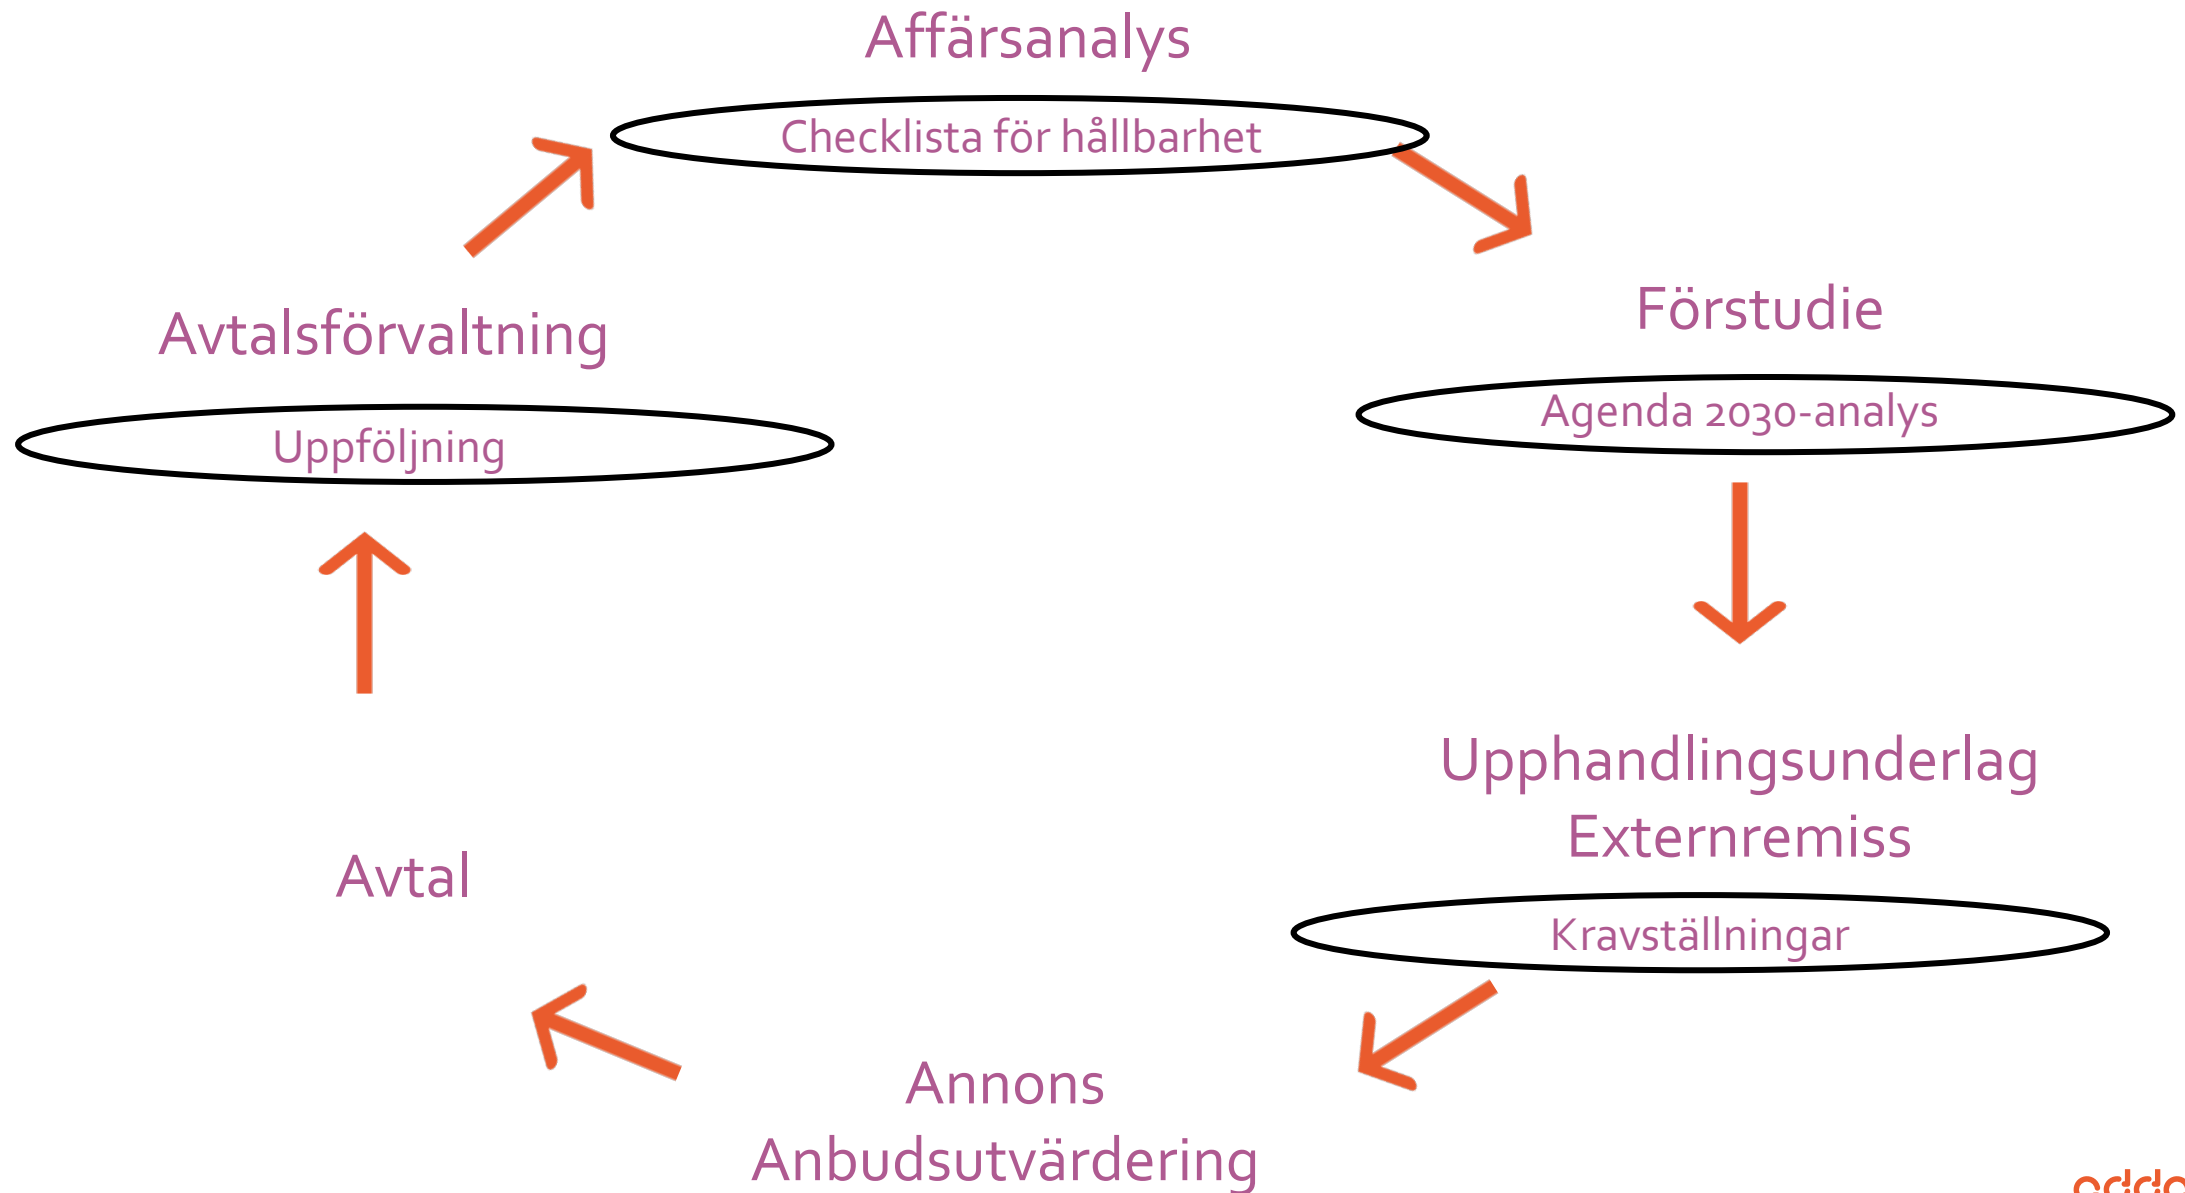 Affärsanalys
Checklista för hållbarhet
Förstudie
Agenda 2030-analys
Upphandlingsunderlag
Externremiss
Kravställningar
Annons
Anbudsutvärdering
Avtal
Avtalsförvaltning
Uppföljning